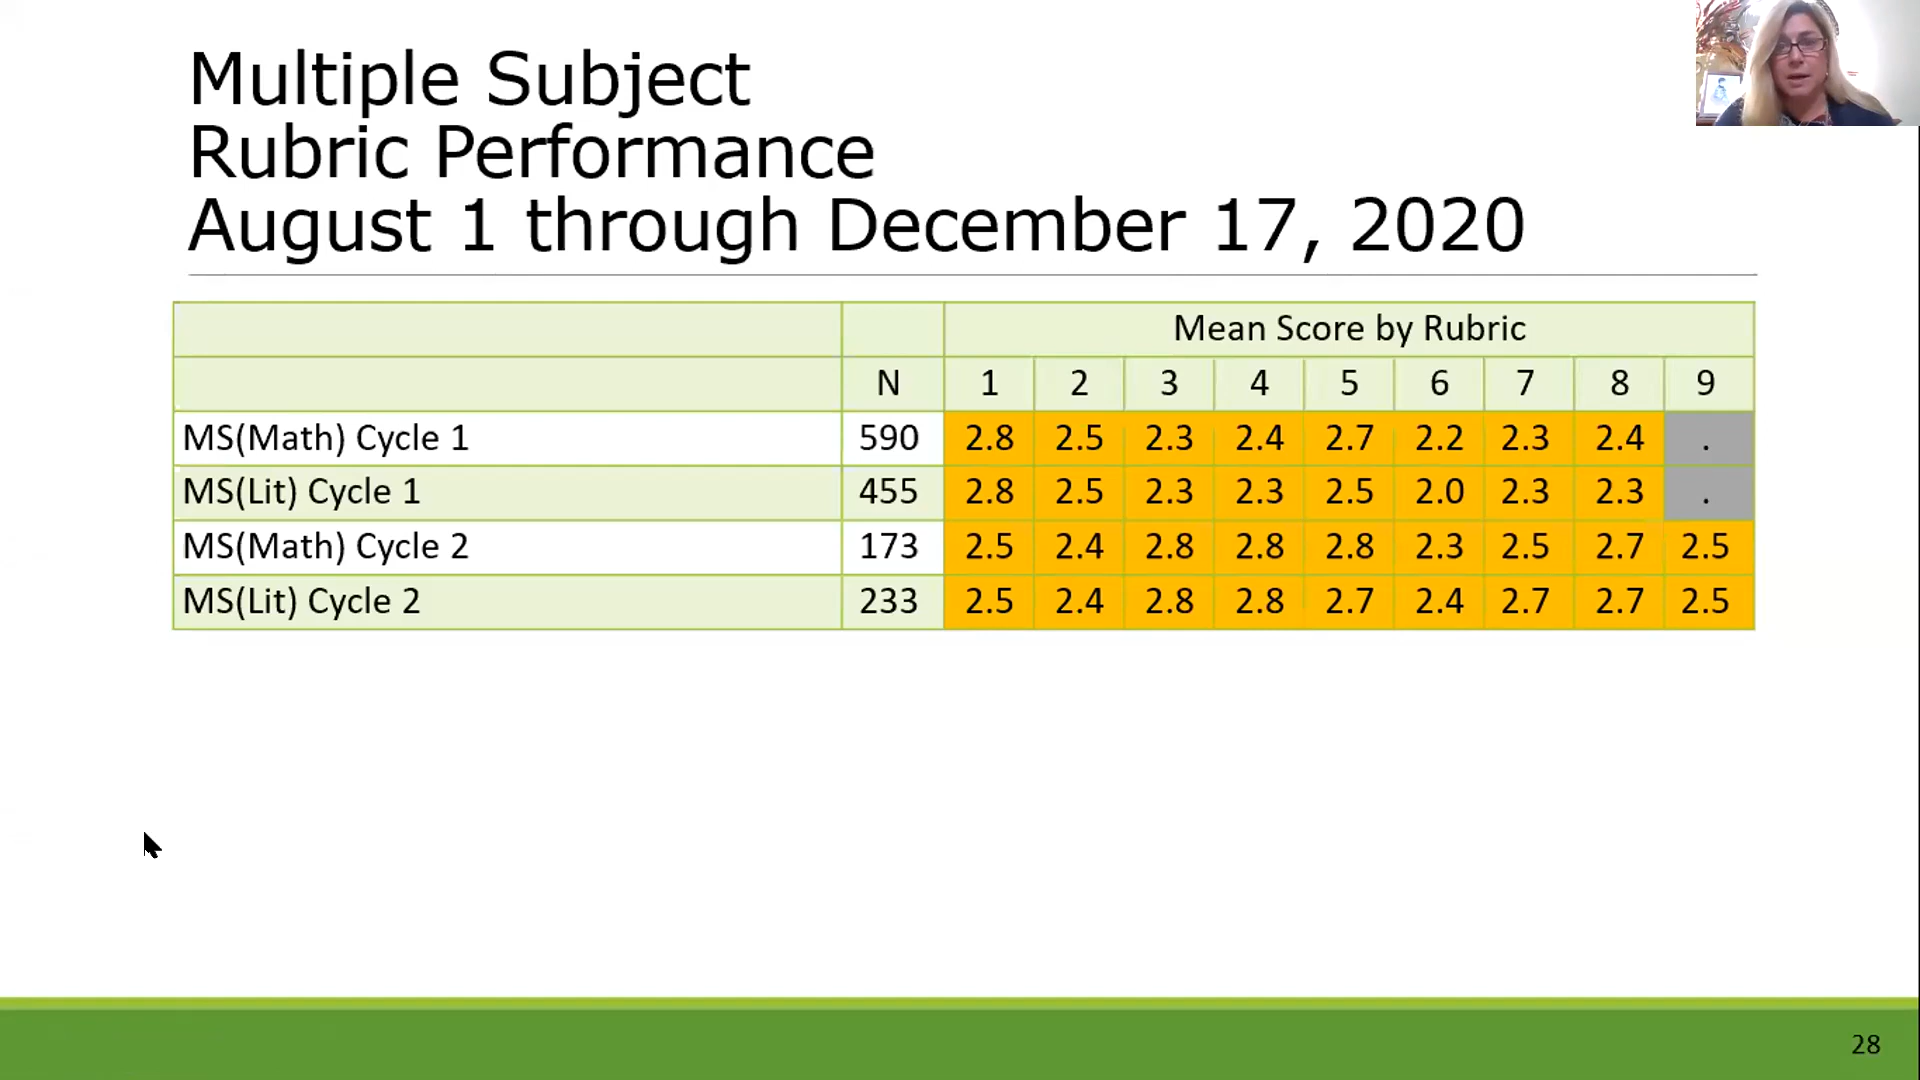 Multiple Subject
Rubric Performance
August 1 through December 17, 2020
Mean Score by Rubric
N 1 2 3 4 5 6 7 8 9
MS(Math) Cycle 1 590 2.8 2.5 2.3 2.4 2.7 2.2 2.3 2.4 .
MS(Lit) Cycle 1 455 2.8 2.5 2.3 2.3 2.5 2.0 2.3 2.3 .
MS(Math) Cycle 2 173 2.5 2.4 2.8 2.8 2.8 2.3 2.5 2.7 2.5
MS(Lit) Cycle 2 233 2.5 2.4 2.8 2.8 2.7 2.4 2.7 2.7 2.5
28